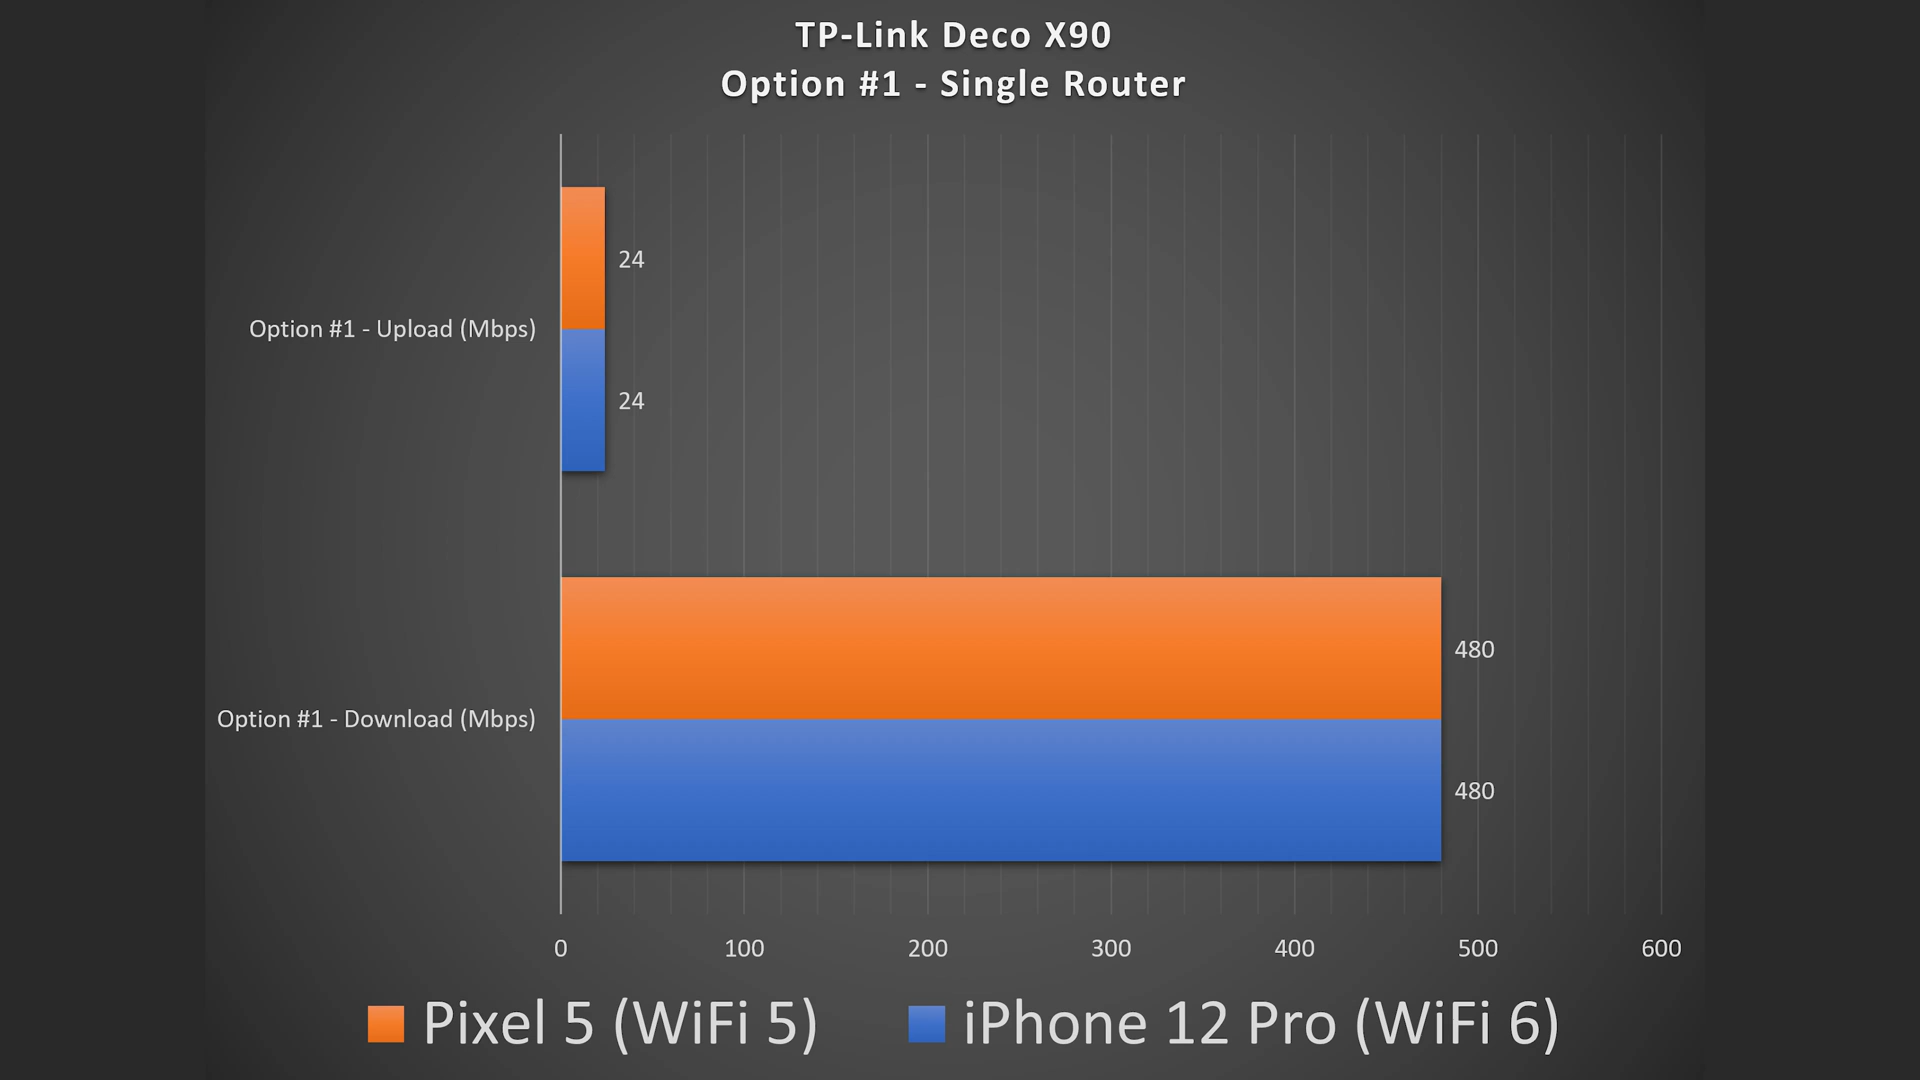 TP-Link Deco X90
Option #1 - Single Router
24
Option #1 - Upload (Mbps)
24
480
Option #1 - Download (Mbps)
480
0 100 200 300 400 500 600
Pixel 5 (WiFi 5) iPhone 12 Pro (WiFi 6)